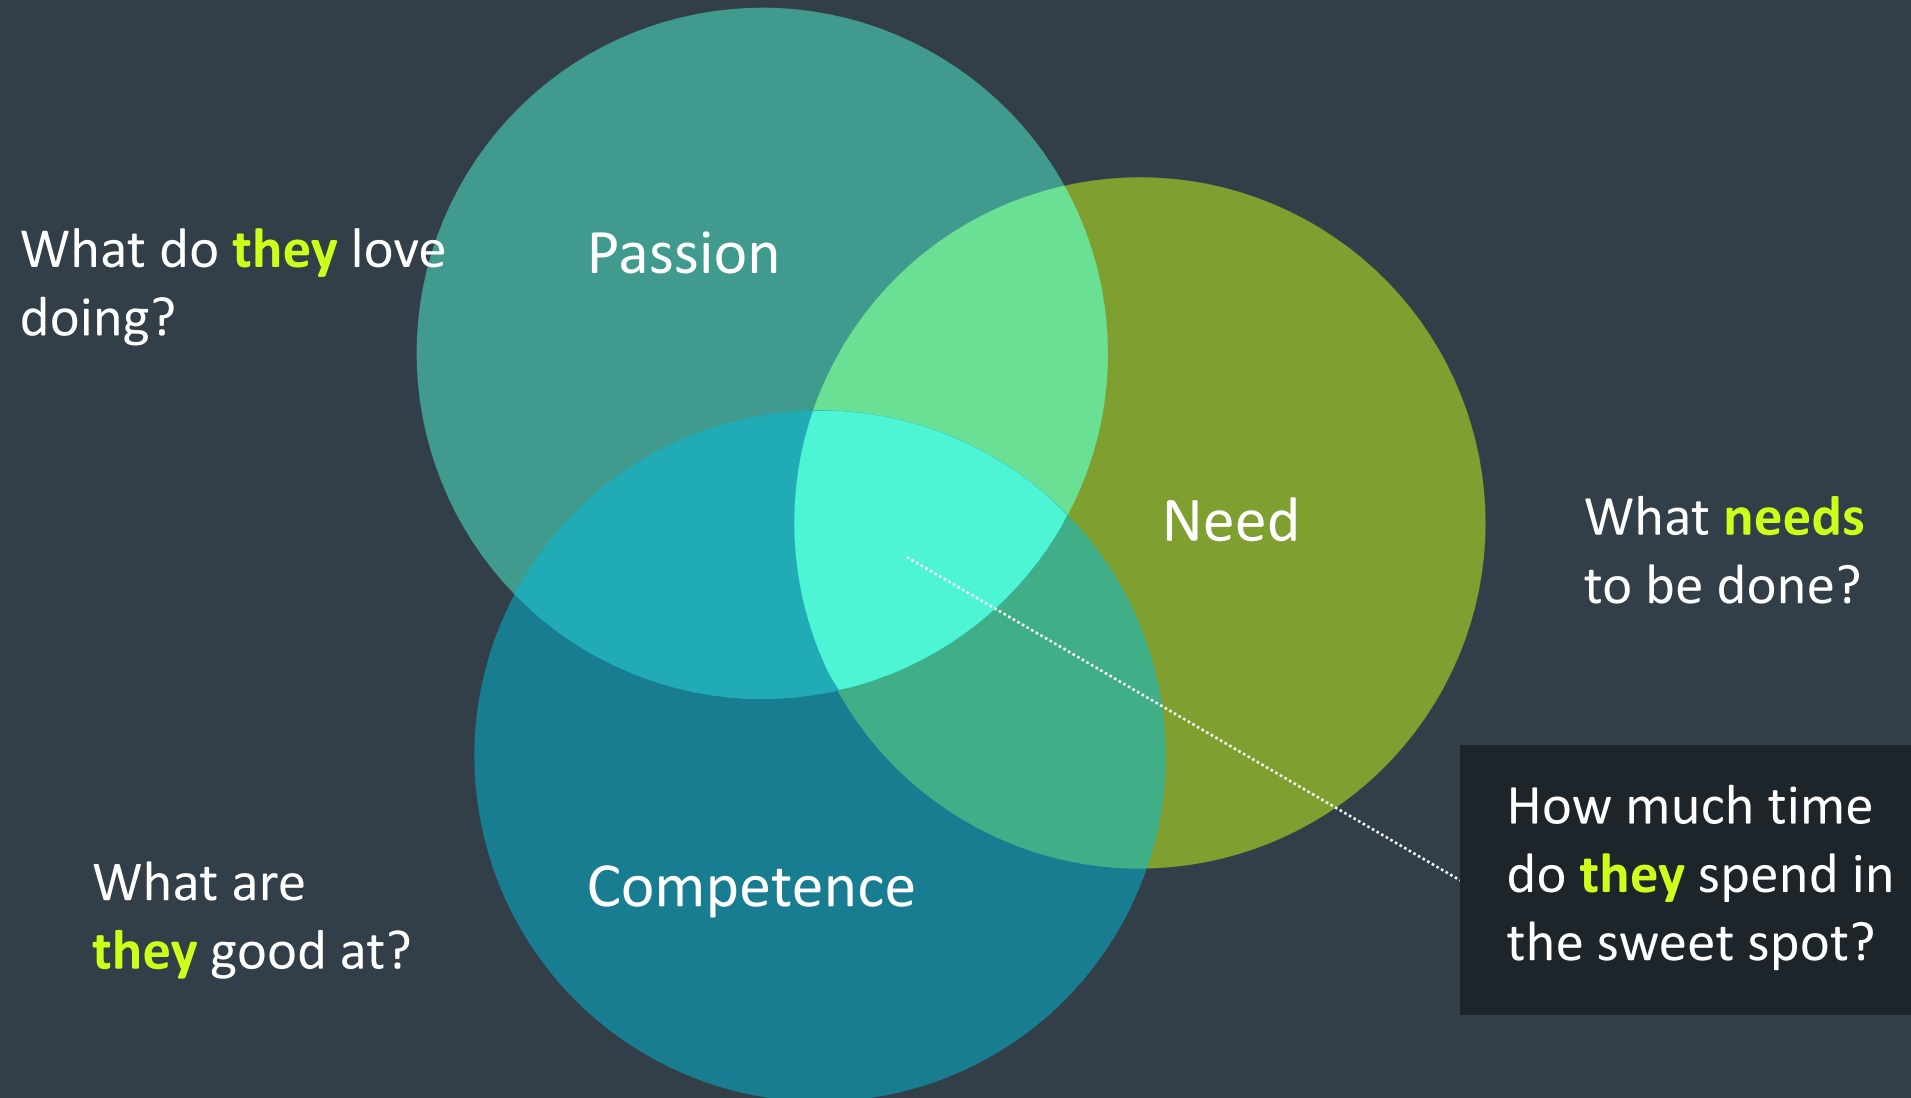 What do they love
doing?
Passion
Need
What needs
to be done?
How much time
do they spend in
the sweet spot?
What are
they good at?
Competence